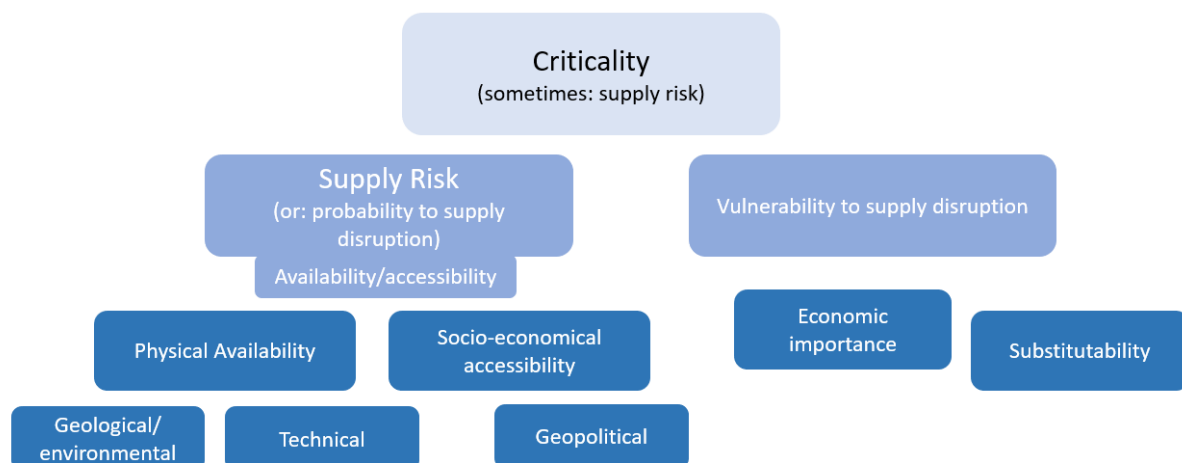 Criticality
(sometimes: supply risk)
Supply Risk
(or: probability to supply
disruption)
Vulnerability to supply disruption
Availability/accessibility
Physical Availability
Socio-economical
accessibility
Economic
importance
Substitutability
Geological/
environmental
Technical
Geopolitical